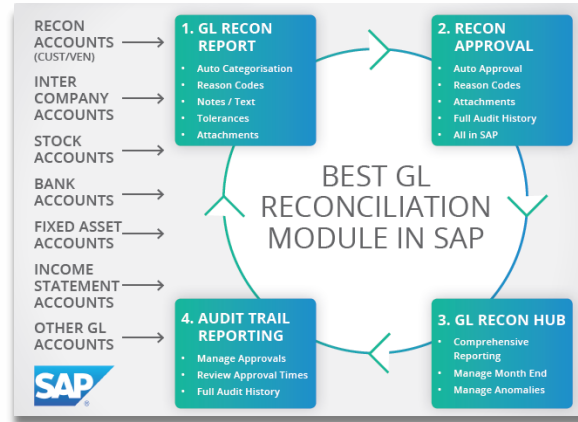 RECON
ACCOUNTS
(CUST/VEN)
INTER
COMPANY
ACCOUNTS
STOCK
ACCOUNTS
BANK
ACCOUNTS
FIXED ASSET
ACCOUNTS
INCOME
STATEMENT
ACCOUNTS
OTHER GL
ACCOUNTS
SAP®
1. GL RECON
REPORT
• Auto Categorisation
• Reason Codes
• Notes / Text
• Tolerances
• Attachments
2. RECON
APPROVAL
• Auto Approval
• Reason Codes
• Attachments
• Full Audit History
• All in SAP
BEST GL
RECONCILIATION
MODULE IN SAP
3. GL RECON HUB
• Comprehensive
Reporting
• Manage Month End
• Manage Anomalies
4. AUDIT TRAIL
REPORTING
• Manage Approvals
• Review Approval Times
• Full Audit History